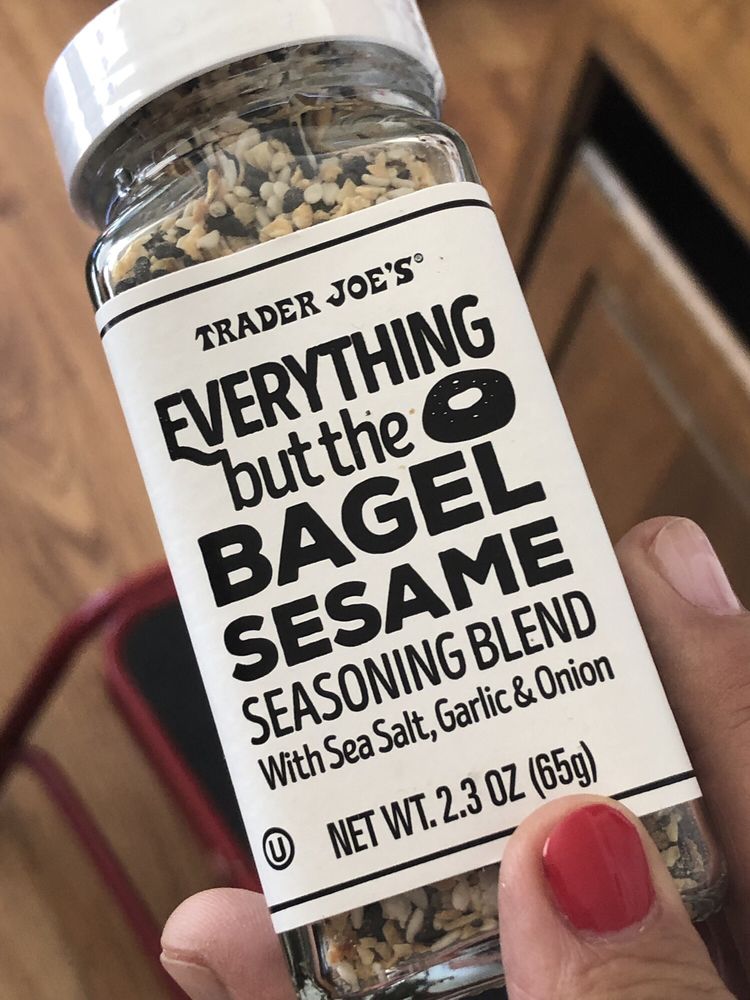 TRADER JOE'S®
EVERYTHING
but the
BAGEL
SESAME
SEASONING BLEND
With Sea Salt, Garlic & Onion
NET WT. 2.3 OZ (65g)
U